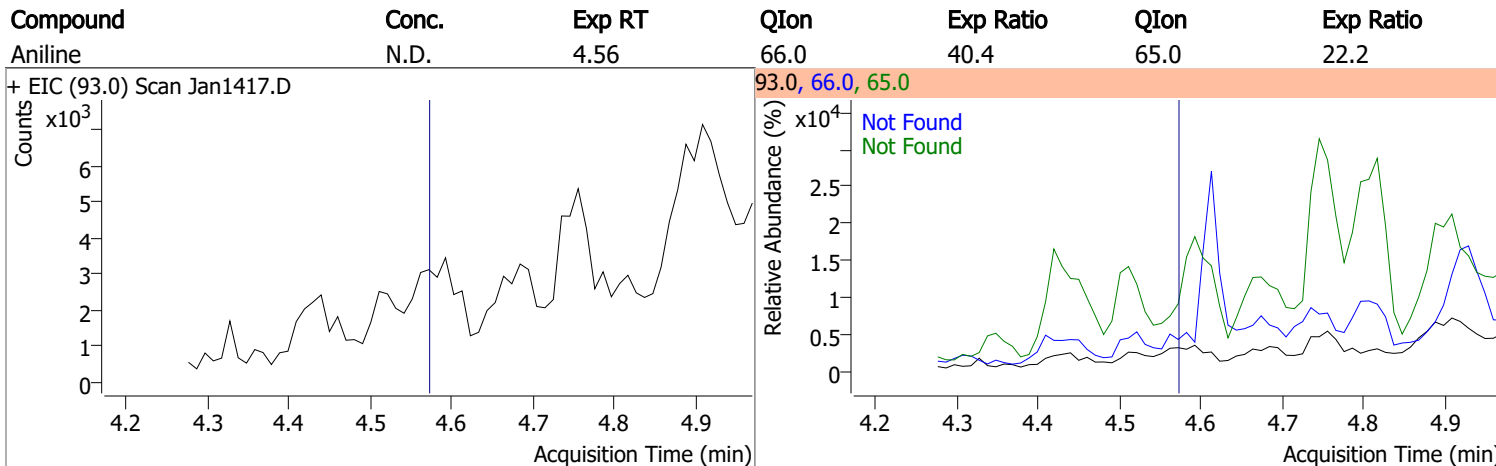 Compound Conc. Exp RT QIon Exp Ratio QIon Exp Ratio
Aniline N.D. 4.56 66.0 40.4 65.0 22.2
+ EIC (93.0) Scan Jan1417.D
Counts
x10³
6
5
4
3
2
1
0
4.2 4.3 4.4 4.5 4.6 4.7 4.8 4.9
Acquisition Time (min)
93.0, 66.0, 65.0
Relative Abundance (%)
x10⁴
Not Found
Not Found
2.5
2
1.5
1
0.5
0
4.2 4.3 4.4 4.5 4.6 4.7 4.8 4.9
Acquisition Time (min)